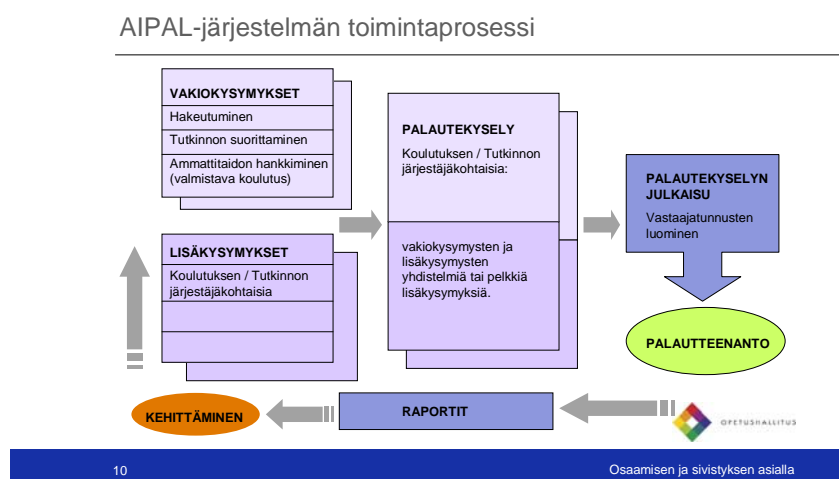 AIPAL-järjestelmän toimintaprosessi
VAKIOKYSYMYKSET
Hakeutuminen
Tutkinnon suorittaminen
Ammattitaidon hankkiminen
(valmistava koulutus)
LISÄKYSYMYKSET
Koulutuksen / Tutkinnon
järjestäjäkohtaisia
PALAUTEKYSELY
Koulutuksen / Tutkinnon
järjestäjäkohtaisia:
vakiokysymysten ja
lisäkysymysten
yhdistelmiä tai pelkkiä
lisäkysymyksiä.
PALAUTEKYSELYN
JULKAISU
Vastaajatunnusten
luominen
PALAUTTEENANTO
RAPORTIT
KEHITTÄMINEN
OPETUSHALLITUS
10
Osaamisen ja sivistyksen asialla